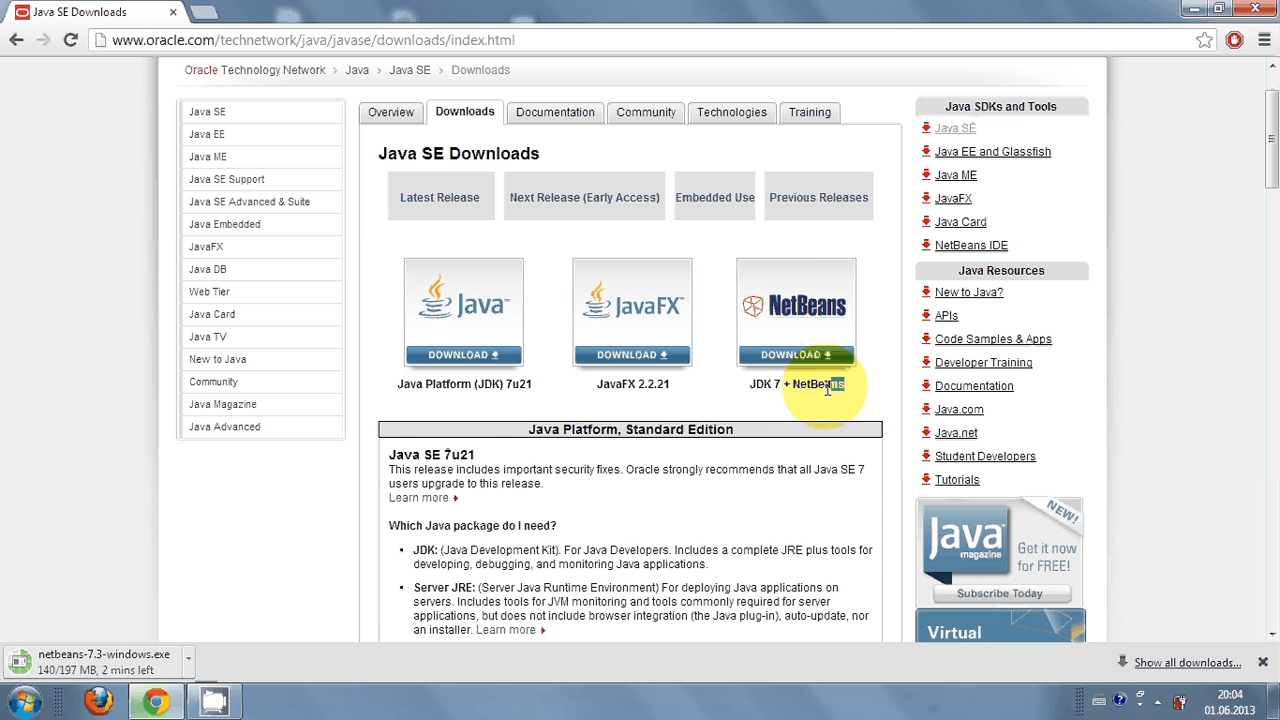 Java SE Downloads
www.oracle.com/technetwork/java/javase/downloads/index.html
Oracle Technology Network > Java > Java SE > Downloads
Java SE
Java EE
Java ME
Java SE Support
Java SE Advanced & Suite
Java Embedded
JavaFX
Java DB
Web Tier
Java Card
Java TV
New to Java
Community
Java Magazine
Java Advanced
Overview
Downloads
Documentation
Community
Technologies
Training
Java SE Downloads
Latest Release
Next Release (Early Access)
Embedded Use
Previous Releases
Java™
DOWNLOAD
Java Platform (JDK) 7u21
JavaFX™
DOWNLOAD
JavaFX 2.2.21
NetBeans
DOWNLOAD
JDK 7 + NetBeans
Java Platform, Standard Edition
Java SE 7u21
This release includes important security fixes. Oracle strongly recommends that all Java SE 7
users upgrade to this release.
Learn more
Which Java package do I need?
JDK: (Java Development Kit). For Java Developers. Includes a complete JRE plus tools for
developing, debugging, and monitoring Java applications.
Server JRE: (Server Java Runtime Environment) For deploying Java applications on
servers. Includes tools for JVM monitoring and tools commonly required for server
applications, but does not include browser integration (the Java plug-in), auto-update, nor
an installer. Learn more
Java SDKs and Tools
Java SE
Java EE and Glassfish
Java ME
JavaFX
Java Card
NetBeans IDE
Java Resources
New to Java?
APIs
Code Samples & Apps
Developer Training
Documentation
Java.com
Java.net
Student Developers
Tutorials
NEW!
Java
magazine
Get it now
for FREE!
Subscribe Today
Virtual
netbeans-7.3-windows.exe
140/197 MB, 2 mins left
Show all downloads...
20:04
01.06.2013